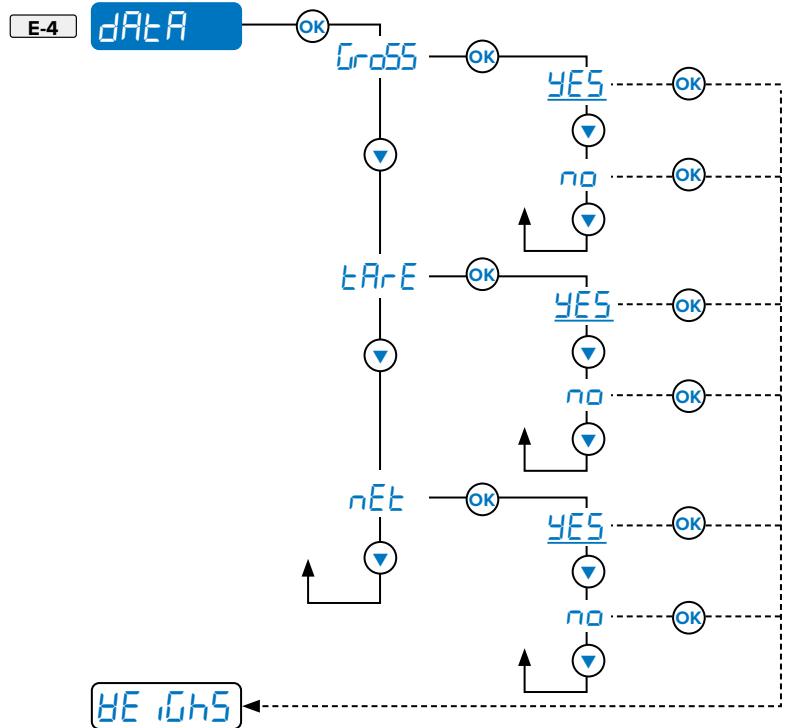 E-4 dAtA OK
GroSS OK
YES OK
no OK
tArE OK
YES OK
no OK
nEt OK
YES OK
no OK
WEiGhS